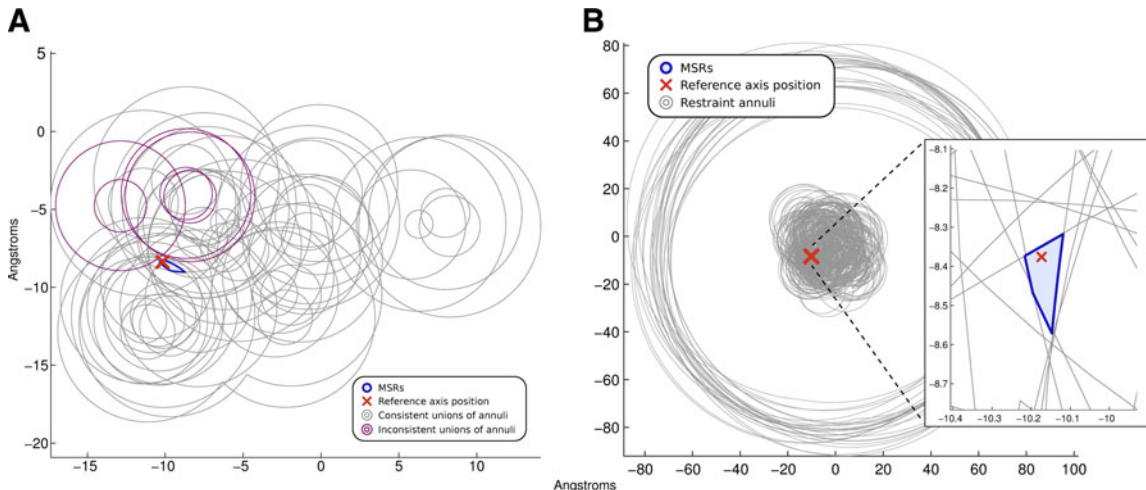 A
5
0
−5
−10
−15
−20
Angstroms
−15
−10
−5
0
5
10
MSRs
Reference axis position
Consistent unions of annuli
Inconsistent unions of annuli
B
80
60
40
20
0
−20
−40
−60
−80
−80 −60 −40 −20 0 20 40 60 80 100
Angstroms
MSRs
Reference axis position
Restraint annuli
−8.1
−8.2
−8.3
−8.4
−8.5
−8.6
−8.7
−10.4 −10.3 −10.2 −10.1 −10